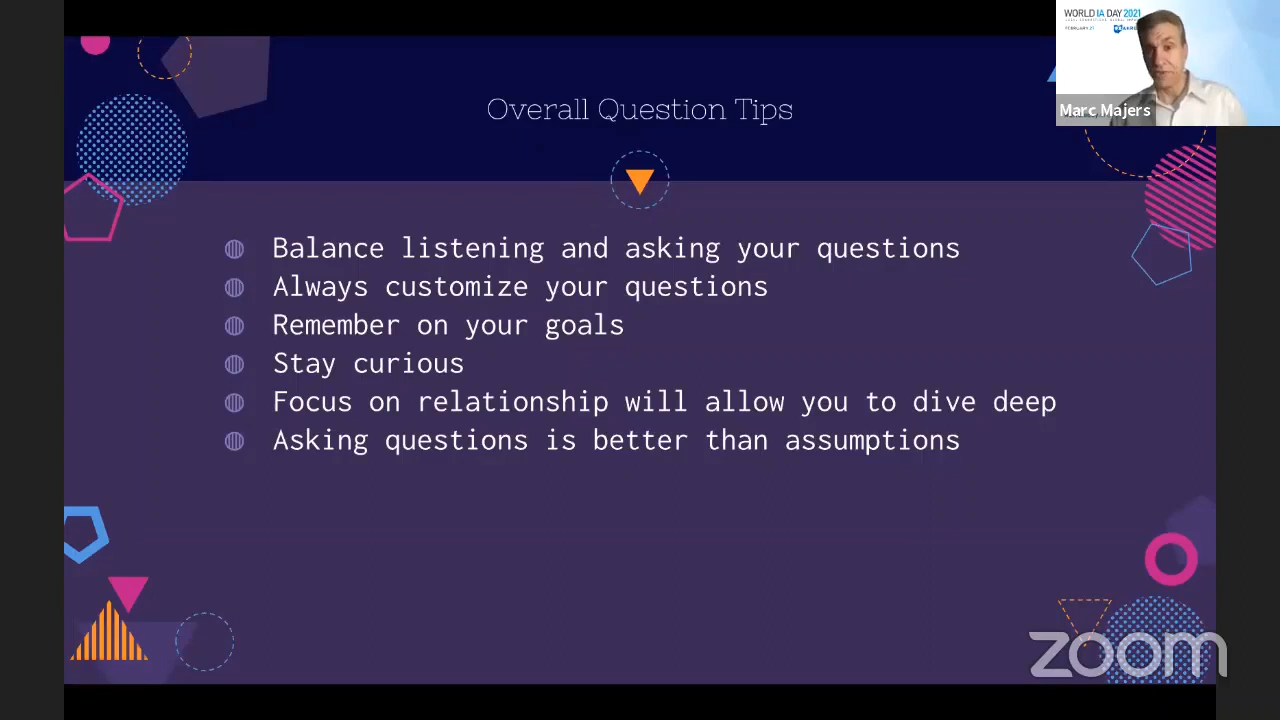 WORLD IA DAY 2021
Marc Majers
Overall Question Tips
Balance listening and asking your questions
Always customize your questions
Remember on your goals
Stay curious
Focus on relationship will allow you to dive deep
Asking questions is better than assumptions
zoom